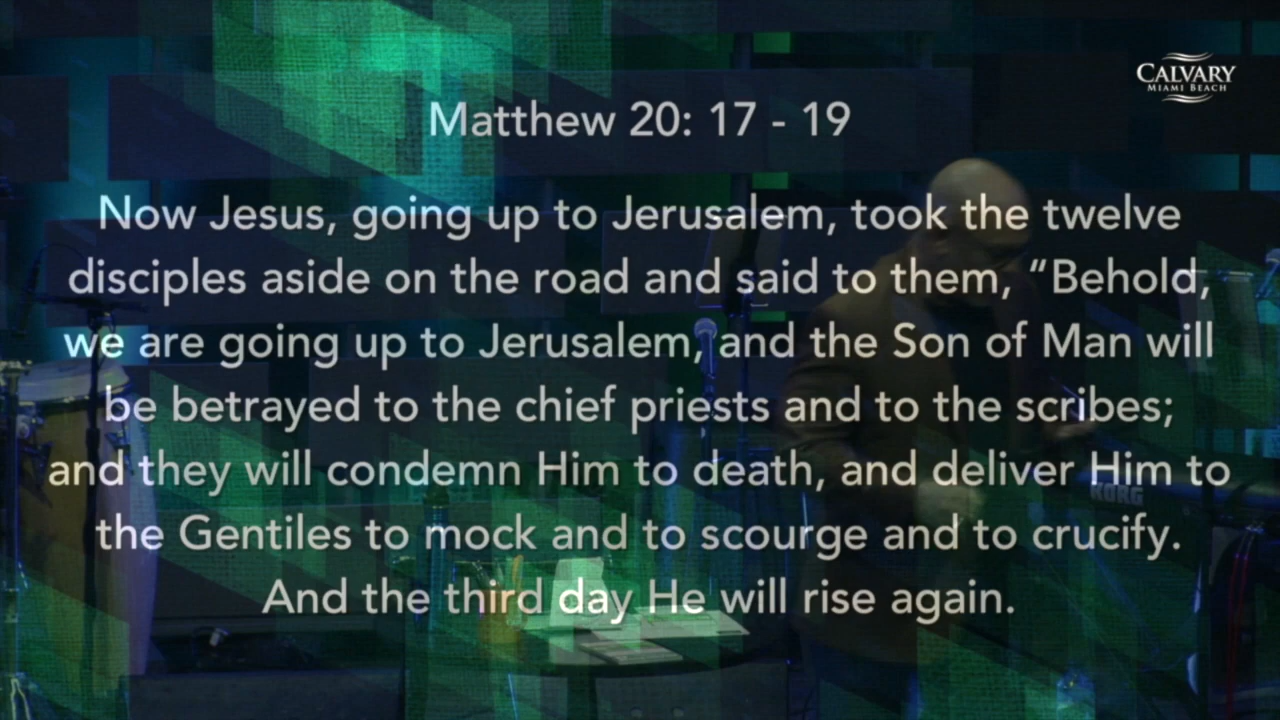 CALVARY
MIAMI BEACH
Matthew 20: 17 - 19
Now Jesus, going up to Jerusalem, took the twelve
disciples aside on the road and said to them, “Behold,
we are going up to Jerusalem, and the Son of Man will
be betrayed to the chief priests and to the scribes;
and they will condemn Him to death, and deliver Him to
the Gentiles to mock and to scourge and to crucify.
And the third day He will rise again.
KORG